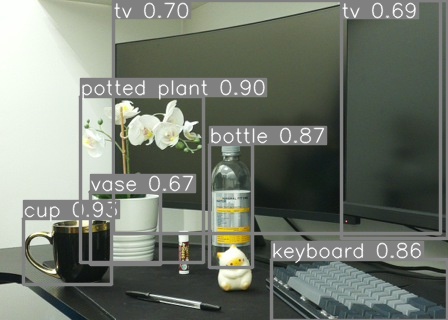 tv 0.70
tv 0.69
potted plant 0.90
bottle 0.87
vase 0.67
cup 0.93
keyboard 0.86